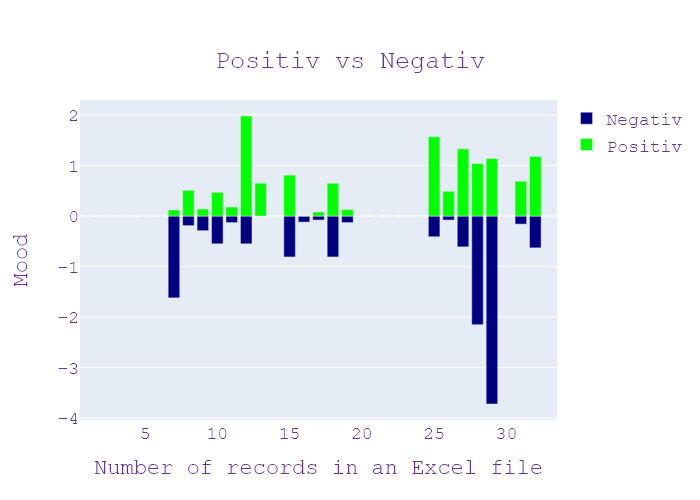 Positiv vs Negativ
Negativ
Positiv
2
1
0
−1
−2
−3
−4
Mood
5 10 15 20 25 30
Number of records in an Excel file